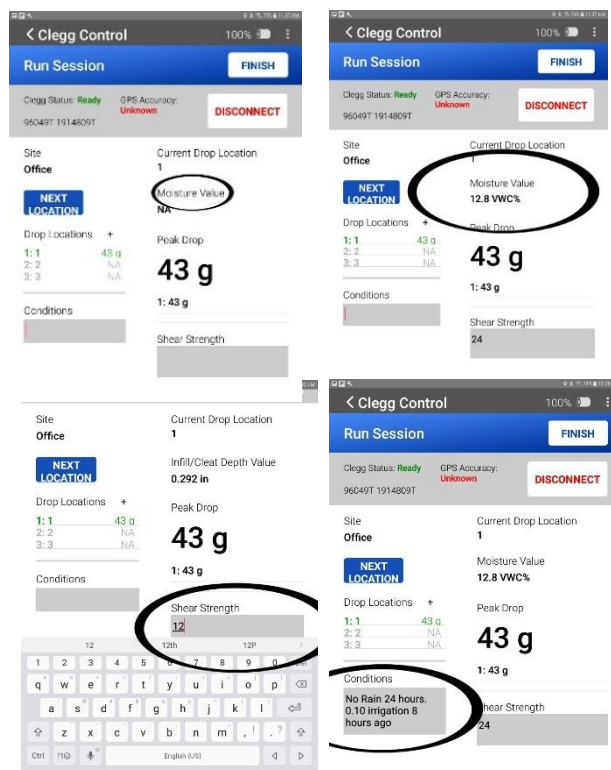 Clegg Control
100%
Run Session
FINISH
Clegg Status: Ready
GPS Accuracy:
Unknown
96049T 1914809T
DISCONNECT
Site
Office
Current Drop Location
1
NEXT
LOCATION
Moisture Value
NA
Drop Locations +
1: 1 43 g
2: 2 NA
3: 3 NA
Peak Drop
43 g
1: 43 g
Conditions
Shear Strength
Clegg Control
100%
Run Session
FINISH
Clegg Status: Ready
GPS Accuracy:
Unknown
96049T 1914809T
DISCONNECT
Site
Office
Current Drop Location
1
NEXT
LOCATION
Moisture Value
12.8 VWC%
Drop Locations +
1: 1 43 g
2: 2 NA
3: 3 NA
Peak Drop
43 g
1: 43 g
Conditions
Shear Strength
24
Site
Office
Current Drop Location
1
NEXT
LOCATION
Infill/Cleat Depth Value
0.292 in
Drop Locations +
1: 1 43 g
2: 2 NA
3: 3 NA
Peak Drop
43 g
1: 43 g
Conditions
Shear Strength
12
12 12th 12P
1 2 3 4 5 6 7 8 9 0
q w e r t y u i o p
a s d f g h j k l
z x c v b n m , ! . ?
Ctrl English (US)
Clegg Control
100%
Run Session
FINISH
Clegg Status: Ready
GPS Accuracy:
Unknown
96049T 1914809T
DISCONNECT
Site
Office
Current Drop Location
1
NEXT
LOCATION
Moisture Value
12.8 VWC%
Drop Locations +
1: 1 43 g
2: 2 NA
3: 3 NA
Peak Drop
43 g
1: 43 g
Conditions
No Rain 24 hours.
0.10 irrigation 8
hours ago
Shear Strength
24